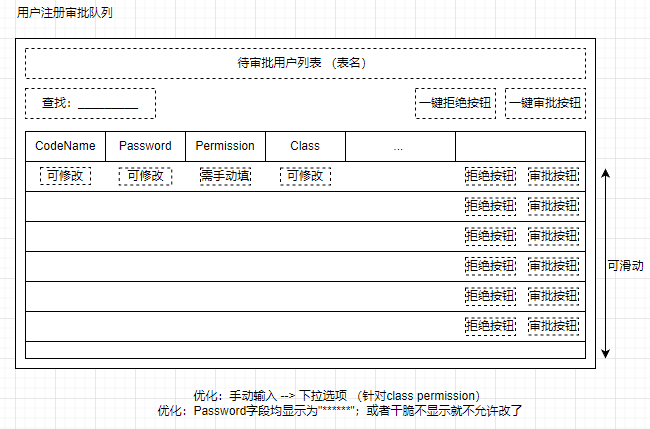 用户注册审批队列
待审批用户列表 （表名）
查找：_________
一键拒绝按钮 一键审批按钮
CodeName Password Permission Class ...
可修改 可修改 需手动填 可修改 拒绝按钮 审批按钮
拒绝按钮 审批按钮
拒绝按钮 审批按钮
拒绝按钮 审批按钮
可滑动
拒绝按钮 审批按钮
拒绝按钮 审批按钮
优化：手动输入 --> 下拉选项 （针对class permission）
优化：Password字段均显示为"******"；或者干脆不显示就不允许改了